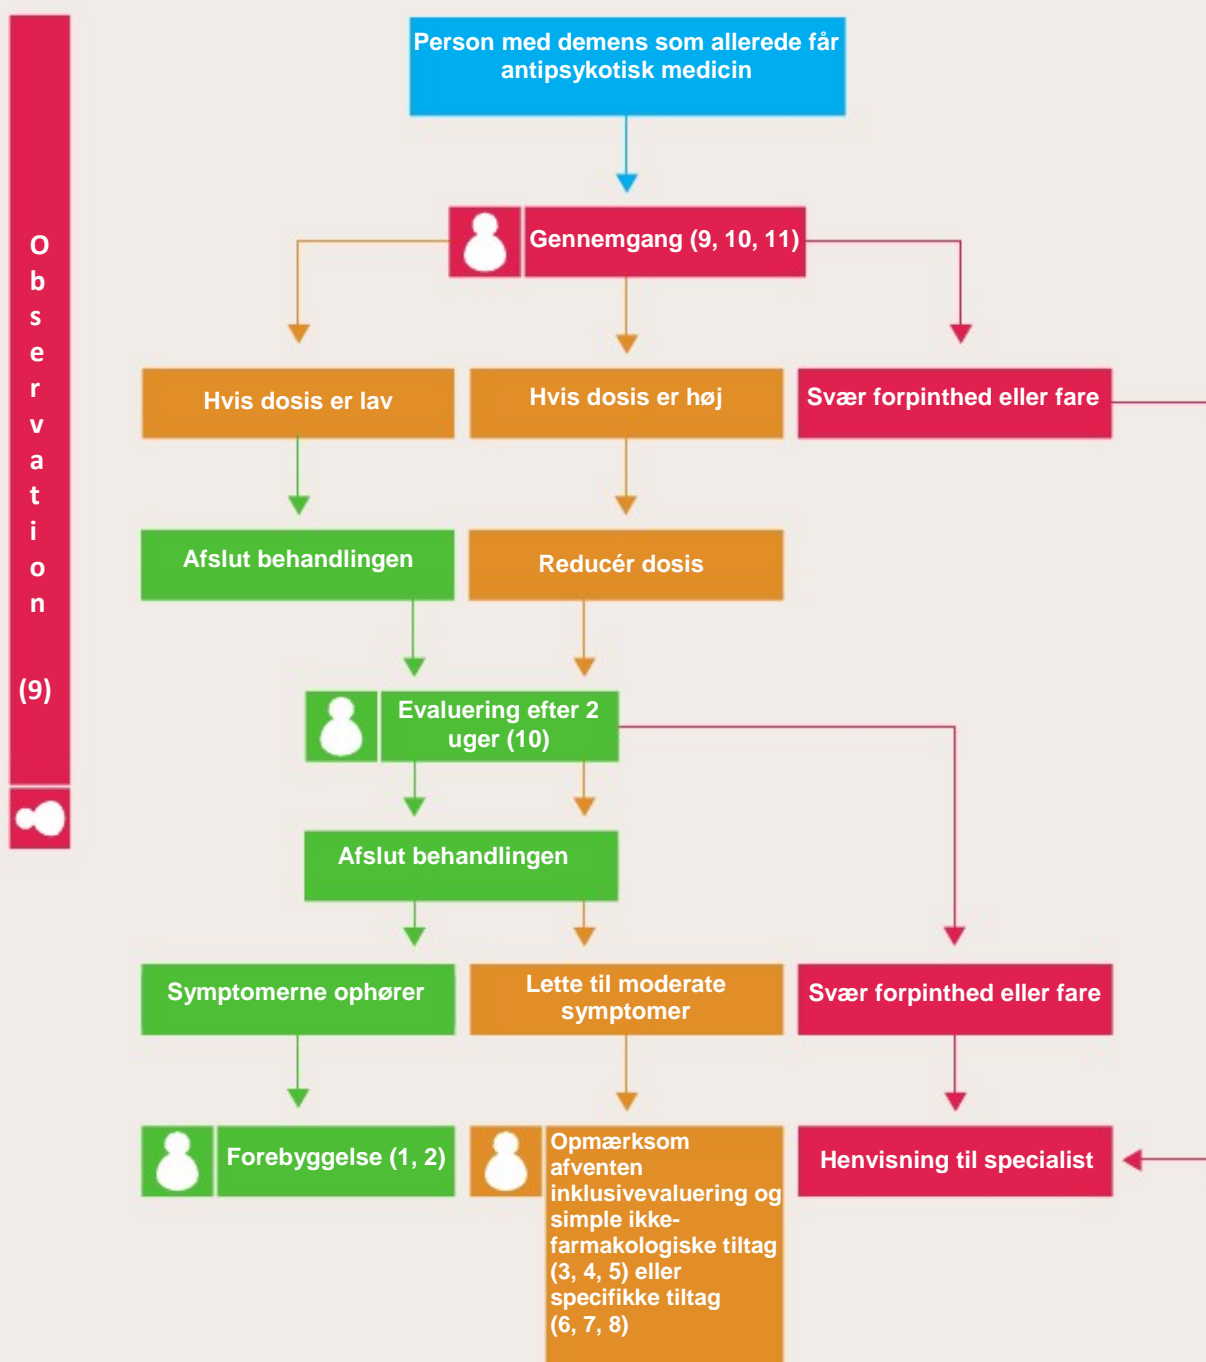 Person med demens som allerede får
antipsykotisk medicin
Gennemgang (9, 10, 11)
Hvis dosis er lav
Hvis dosis er høj
Svær forpinthed eller fare
Afslut behandlingen
Reducér dosis
Evaluering efter 2
uger (10)
Afslut behandlingen
Symptomerne ophører
Lette til moderate
symptomer
Svær forpinthed eller fare
Forebyggelse (1, 2)
Opmærksom
afventen
inklusivevaluering og
simple ikke-
farmakologiske tiltag
(3, 4, 5) eller
specifikke tiltag
(6, 7, 8)
Henvisning til specialist
O
b
s
e
r
v
a
t
i
o
n
(9)